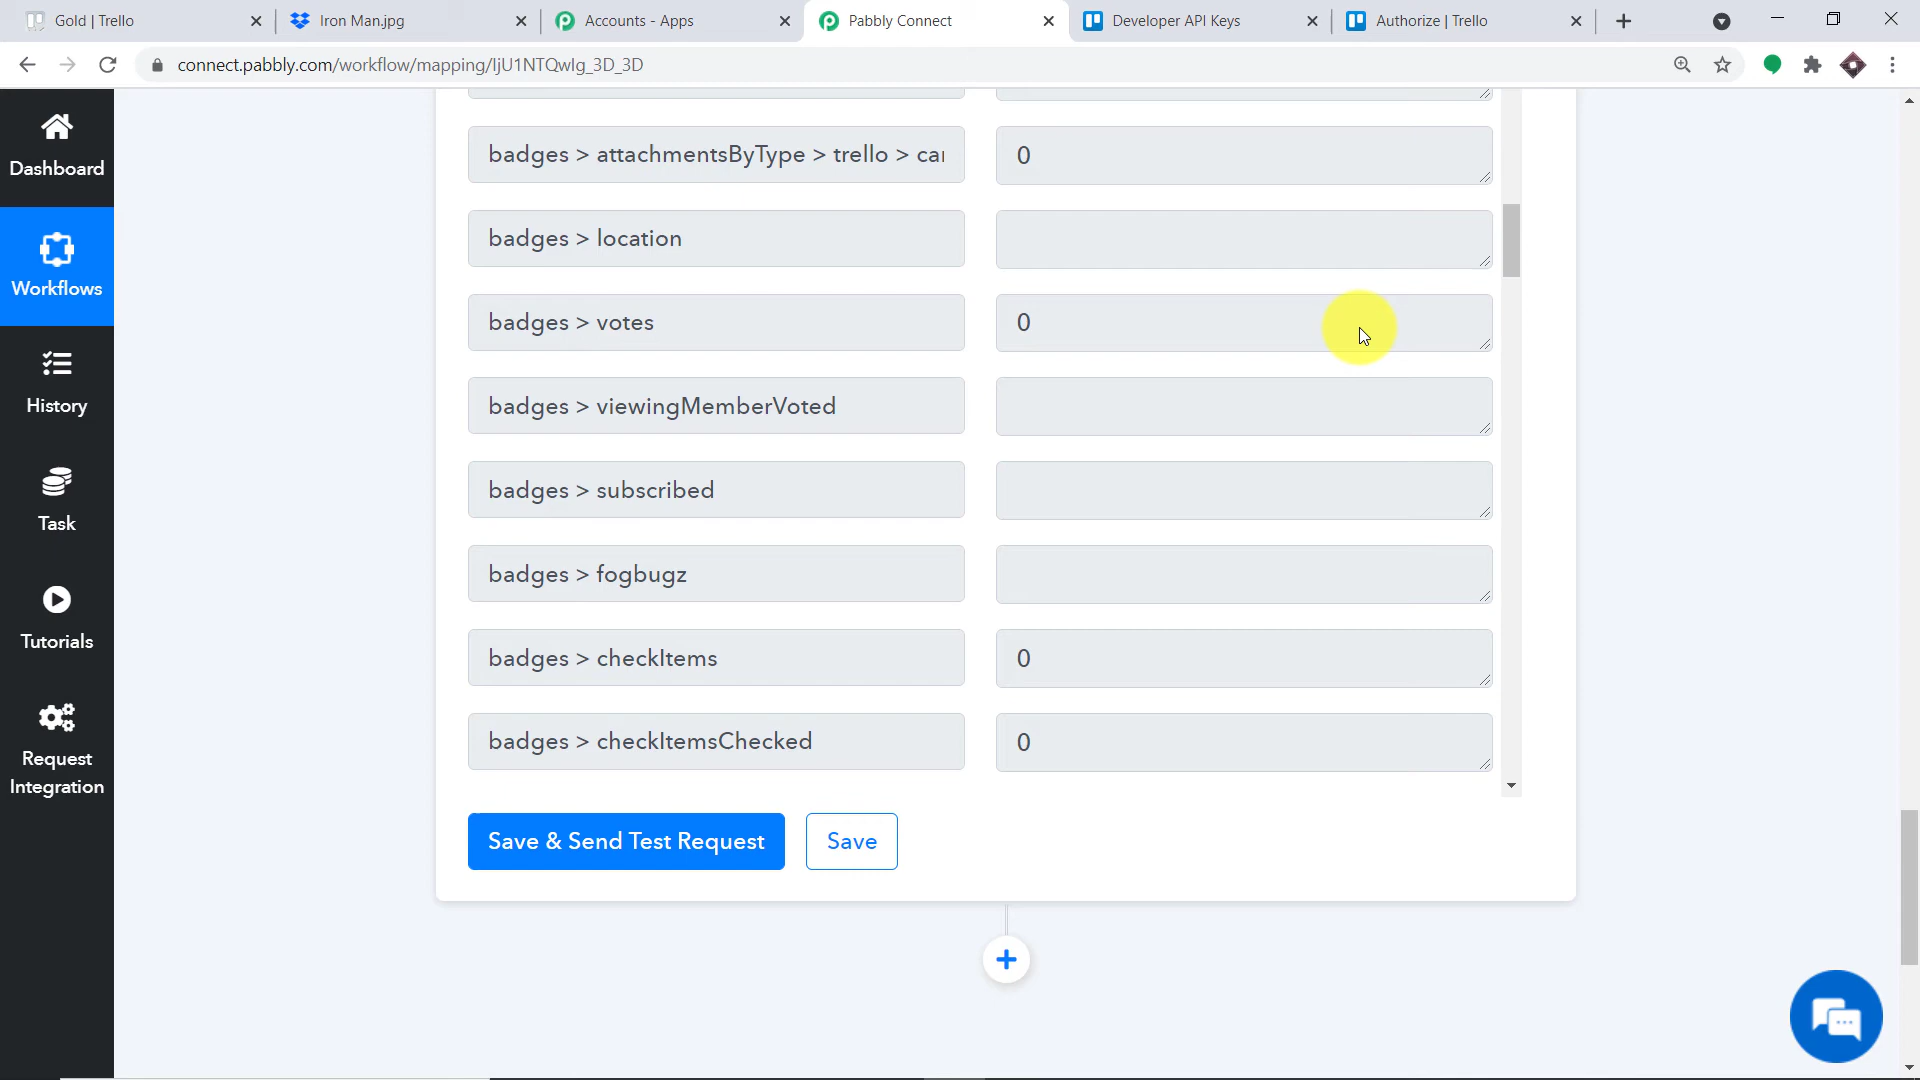 Gold | Trello
Iron Man.jpg
Accounts - Apps
Pabbly Connect
Developer API Keys
Authorize | Trello
connect.pabbly.com/workflow/mapping/IjU1NTQwIg_3D_3D
Dashboard
Workflows
History
Task
Tutorials
Request
Integration
badges > attachmentsByType > trello > car
0
badges > location
badges > votes
0
badges > viewingMemberVoted
badges > subscribed
badges > fogbugz
badges > checkItems
0
badges > checkItemsChecked
0
Save & Send Test Request
Save